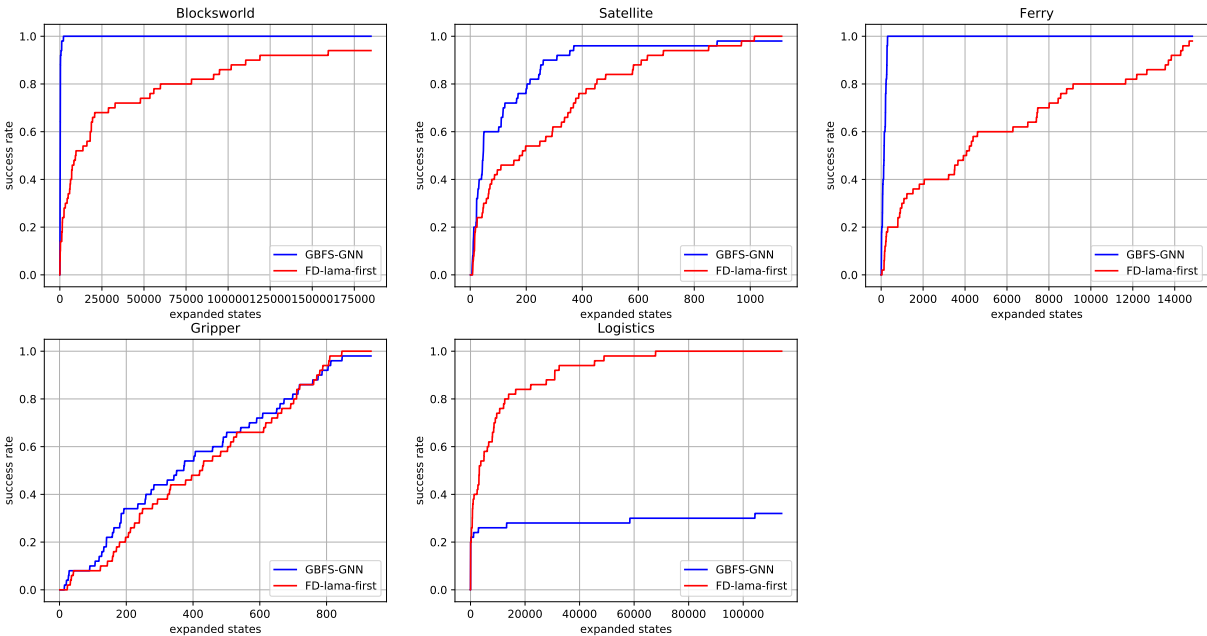 Blocksworld
success rate
1.0
0.8
0.6
0.4
0.2
0.0
GBFS-GNN
FD-lama-first
0 25000 50000 75000 100000 125000 150000 175000
expanded states
Satellite
success rate
1.0
0.8
0.6
0.4
0.2
0.0
GBFS-GNN
FD-lama-first
0 200 400 600 800 1000
expanded states
Ferry
success rate
1.0
0.8
0.6
0.4
0.2
0.0
GBFS-GNN
FD-lama-first
0 2000 4000 6000 8000 10000 12000 14000
expanded states
Gripper
success rate
1.0
0.8
0.6
0.4
0.2
0.0
GBFS-GNN
FD-lama-first
0 200 400 600 800
expanded states
Logistics
success rate
1.0
0.8
0.6
0.4
0.2
0.0
GBFS-GNN
FD-lama-first
0 20000 40000 60000 80000 100000
expanded states